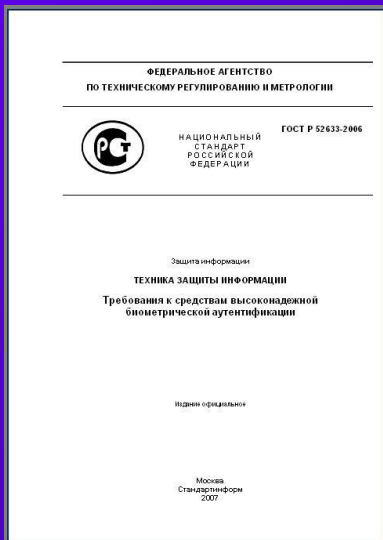 ФЕДЕРАЛЬНОЕ АГЕНТСТВО
ПО ТЕХНИЧЕСКОМУ РЕГУЛИРОВАНИЮ И МЕТРОЛОГИИ
РСТ
НАЦИОНАЛЬНЫЙ
СТАНДАРТ
РОССИЙСКОЙ
ФЕДЕРАЦИИ
ГОСТ Р 52633-2006
Защита информации
ТЕХНИКА ЗАЩИТЫ ИНФОРМАЦИИ
Требования к средствам высоконадежной
биометрической аутентификации
Издание официальное
Москва
Стандартинформ
2007